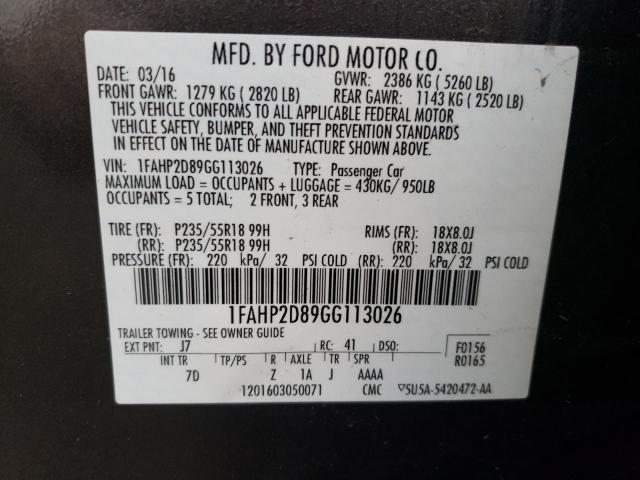 MFD. BY FORD MOTOR CO.
DATE: 03/16 GVWR: 2386 KG ( 5260 LB)
FRONT GAWR: 1279 KG ( 2820 LB) REAR GAWR: 1143 KG ( 2520 LB)
THIS VEHICLE CONFORMS TO ALL APPLICABLE FEDERAL MOTOR
VEHICLE SAFETY, BUMPER, AND THEFT PREVENTION STANDARDS
IN EFFECT ON THE DATE OF MANUFACTURE SHOWN ABOVE.
VIN: 1FAHP2D89GG113026 TYPE: Passenger Car
MAXIMUM LOAD = OCCUPANTS + LUGGAGE = 430KG/ 950LB
OCCUPANTS = 5 TOTAL; 2 FRONT, 3 REAR
TIRE (FR): P235/55R18 99H RIMS (FR): 18X8.0J
(RR): P235/55R18 99H (RR): 18X8.0J
PRESSURE (FR): 220 kPa/ 32 PSI COLD (RR): 220 kPa/ 32 PSI COLD
1FAHP2D89GG113026
TRAILER TOWING - SEE OWNER GUIDE
EXT PNT: J7 RC: 41 DSO: F0156
INT TR TP/PS R AXLE TR SPR R0165
7D Z 1A J AAAA
1201603050071 CMC 5U5A-5420472-AA